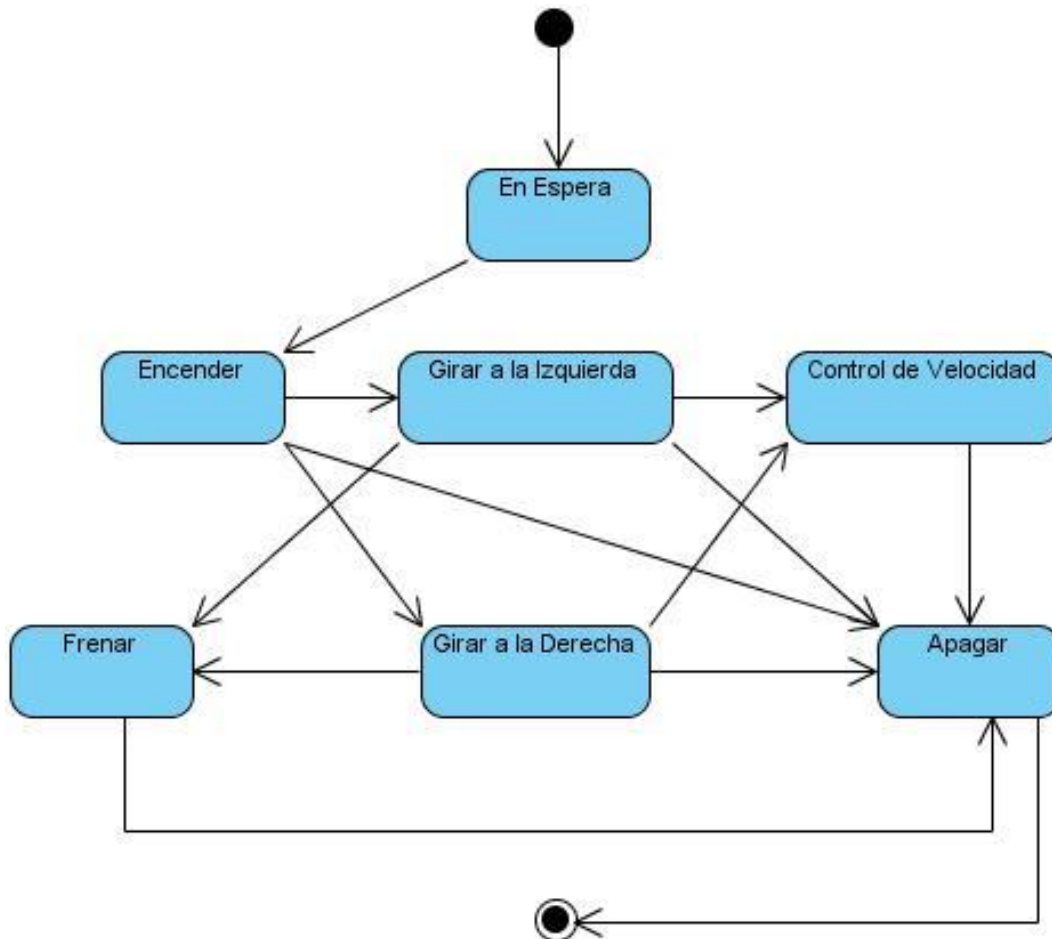 En Espera
Encender
Girar a la Izquierda
Control de Velocidad
Frenar
Girar a la Derecha
Apagar